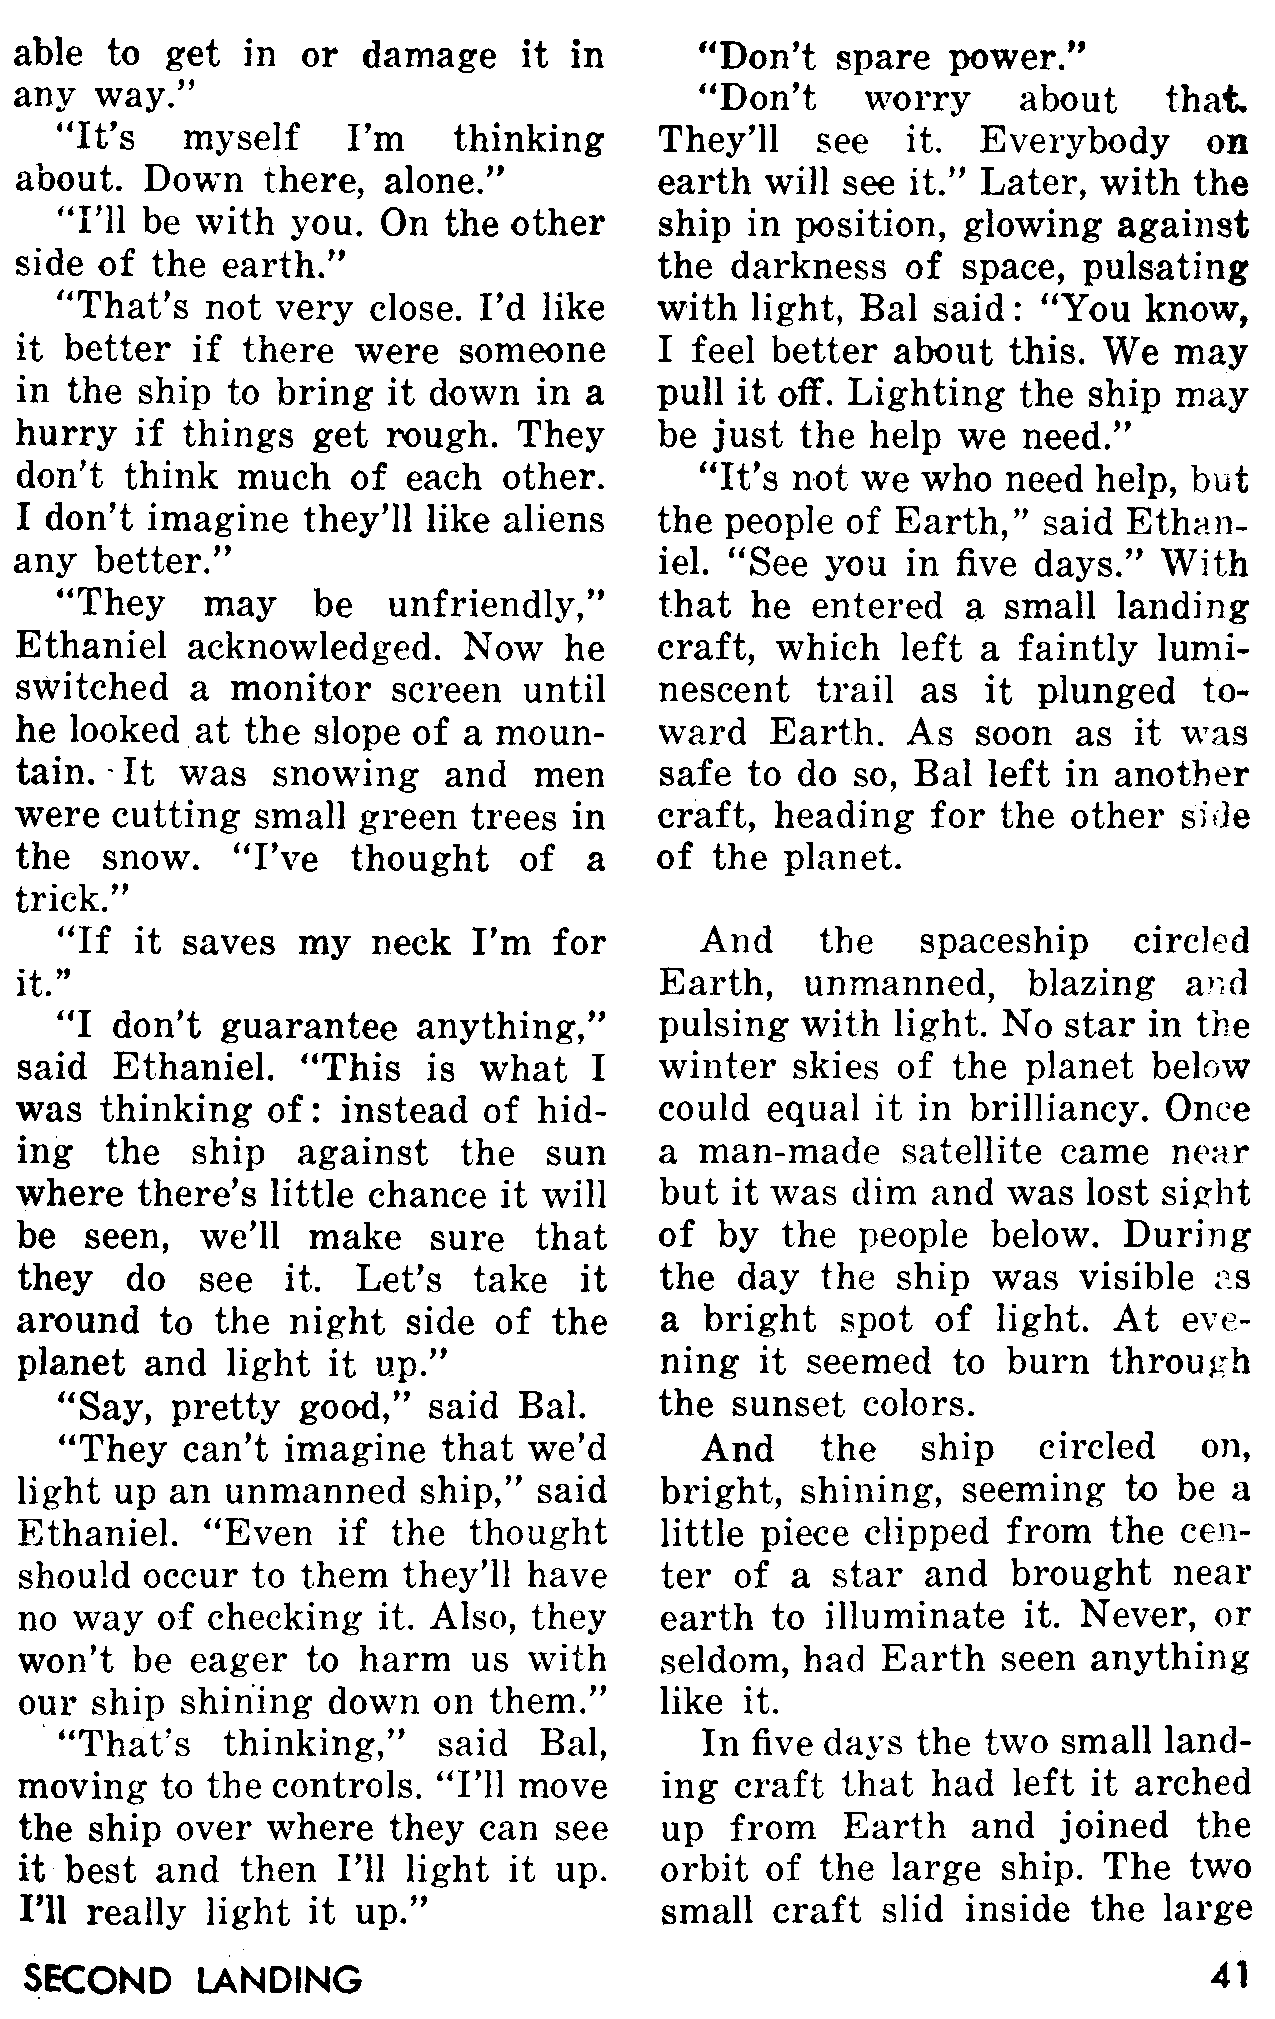 able to get in or damage it in
any way.”
“It’s myself I’m thinking
about. Down there, alone.”
“I’ll be with you. On the other
side of the earth.”
“That’s not very close. I’d like
it better if there were someone
in the ship to bring it down in a
hurry if things get rough. They
don’t think much of each other.
I don’t imagine they’ll like aliens
any better.”
“They may be unfriendly,”
Ethaniel acknowledged. Now he
switched a monitor screen until
he looked at the slope of a moun-
tain. It was snowing and men
were cutting small green trees in
the snow. “I’ve thought of a
trick.”
“If it saves my neck I’m for
it.”
“I don’t guarantee anything,”
said Ethaniel. “This is what I
was thinking of: instead of hid-
ing the ship against the sun
where there’s little chance it will
be seen, we’ll make sure that
they do see it. Let’s take it
around to the night side of the
planet and light it up.”
“Say, pretty good,” said Bal.
“They can’t imagine that we’d
light up an unmanned ship,” said
Ethaniel. “Even if the thought
should occur to them they’ll have
no way of checking it. Also, they
won’t be eager to harm us with
our ship shining down on them.”
“That’s thinking,” said Bal,
moving to the controls. “I’ll move
the ship over where they can see
it best and then I’ll light it up.
I’ll really light it up.”
“Don’t spare power.”
“Don’t worry about that.
They’ll see it. Everybody on
earth will see it.” Later, with the
ship in position, glowing against
the darkness of space, pulsating
with light, Bal said: “You know,
I feel better about this. We may
pull it off. Lighting the ship may
be just the help we need.”
“It’s not we who need help, but
the people of Earth,” said Ethan-
iel. “See you in five days.” With
that he entered a small landing
craft, which left a faintly lumi-
nescent trail as it plunged to-
ward Earth. As soon as it was
safe to do so, Bal left in another
craft, heading for the other side
of the planet.
And the spaceship circled
Earth, unmanned, blazing and
pulsing with light. No star in the
winter skies of the planet below
could equal it in brilliancy. Once
a man-made satellite came near
but it was dim and was lost sight
of by the people below. During
the day the ship was visible as
a bright spot of light. At eve-
ning it seemed to burn through
the sunset colors.
And the ship circled on,
bright, shining, seeming to be a
little piece clipped from the cen-
ter of a star and brought near
earth to illuminate it. Never, or
seldom, had Earth seen anything
like it.
In five days the two small land-
ing craft that had left it arched
up from Earth and joined the
orbit of the large ship. The two
small craft slid inside the large
SECOND LANDING 41